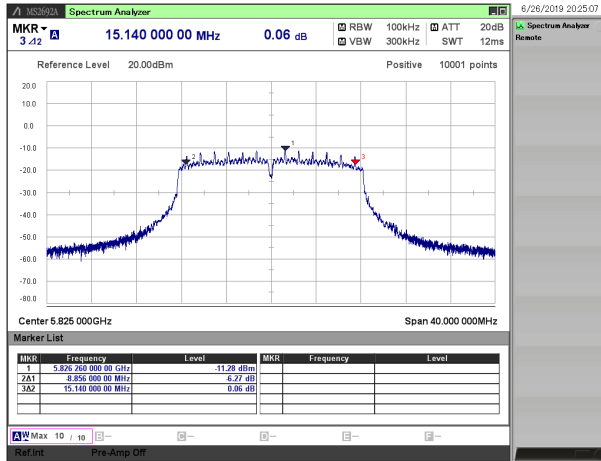 MS2692A Spectrum Analyzer
6/26/2019 20:25:07
Spectrum Analyzer
Remote
MKR
3Δ2 A 15.140 000 00 MHz 0.06 dB
M RBW 100kHz M ATT 20dB
M VBW 300kHz SWT 12ms
Reference Level 20.00dBm Positive 10001 points
20.0
10.0
0.0
-10.0
-20.0
-30.0
-40.0
-50.0
-60.0
-70.0
-80.0
1
2
3
Center 5.825 000GHz Span 40.000 000MHz
Marker List
MKR Frequency Level MKR Frequency Level
1 5.826 260 000 00 GHz -11.28 dBm
2Δ1 -8.856 000 00 MHz -6.27 dB
3Δ2 15.140 000 00 MHz 0.06 dB
A W Max 10 / 10 B— C— D— E— F—
Ref.Int Pre-Amp Off